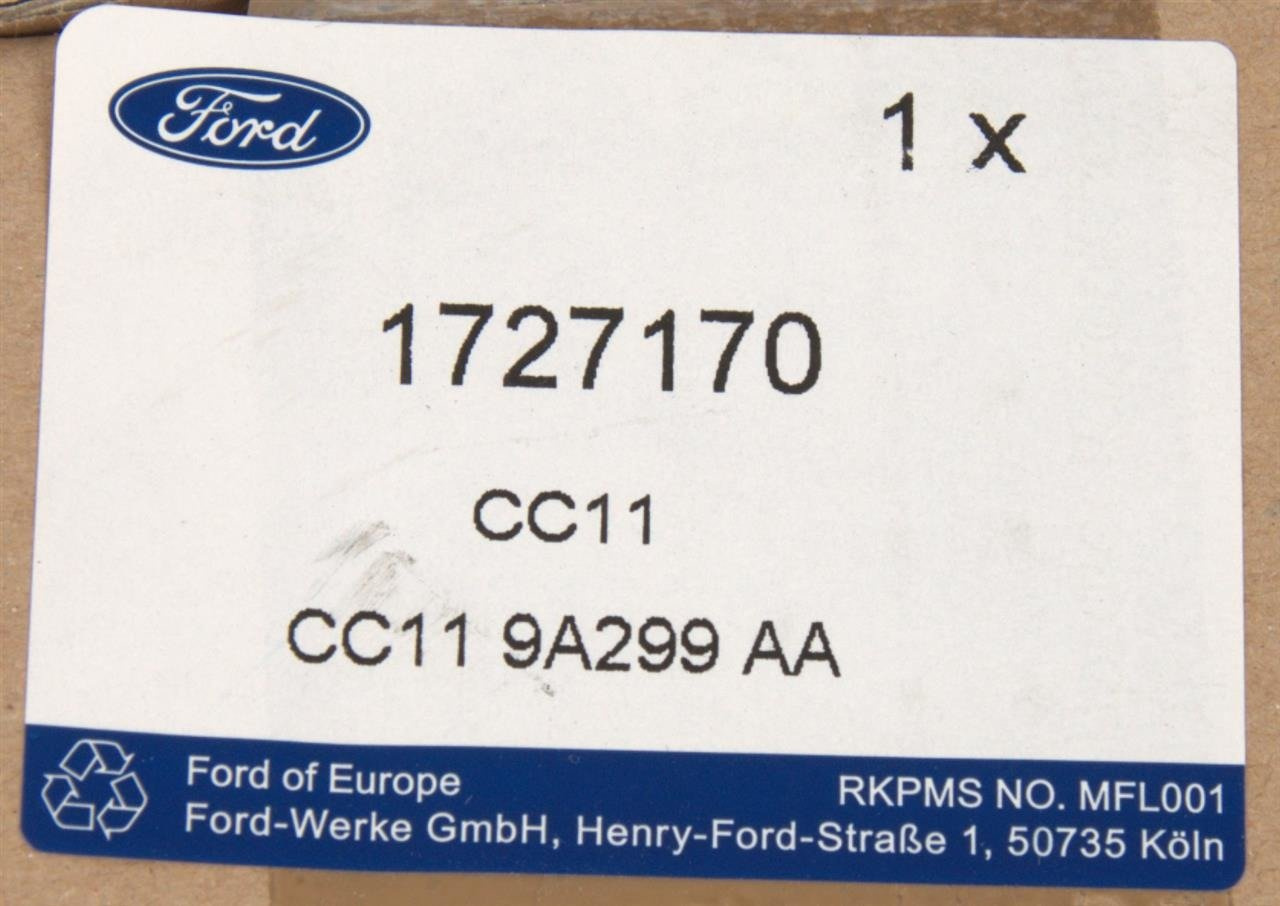 Ford
1 x
1727170
CC11
CC11 9A299 AA
Ford of Europe
RKPMS NO. MFL001
Ford-Werke GmbH, Henry-Ford-Straße 1, 50735 Köln